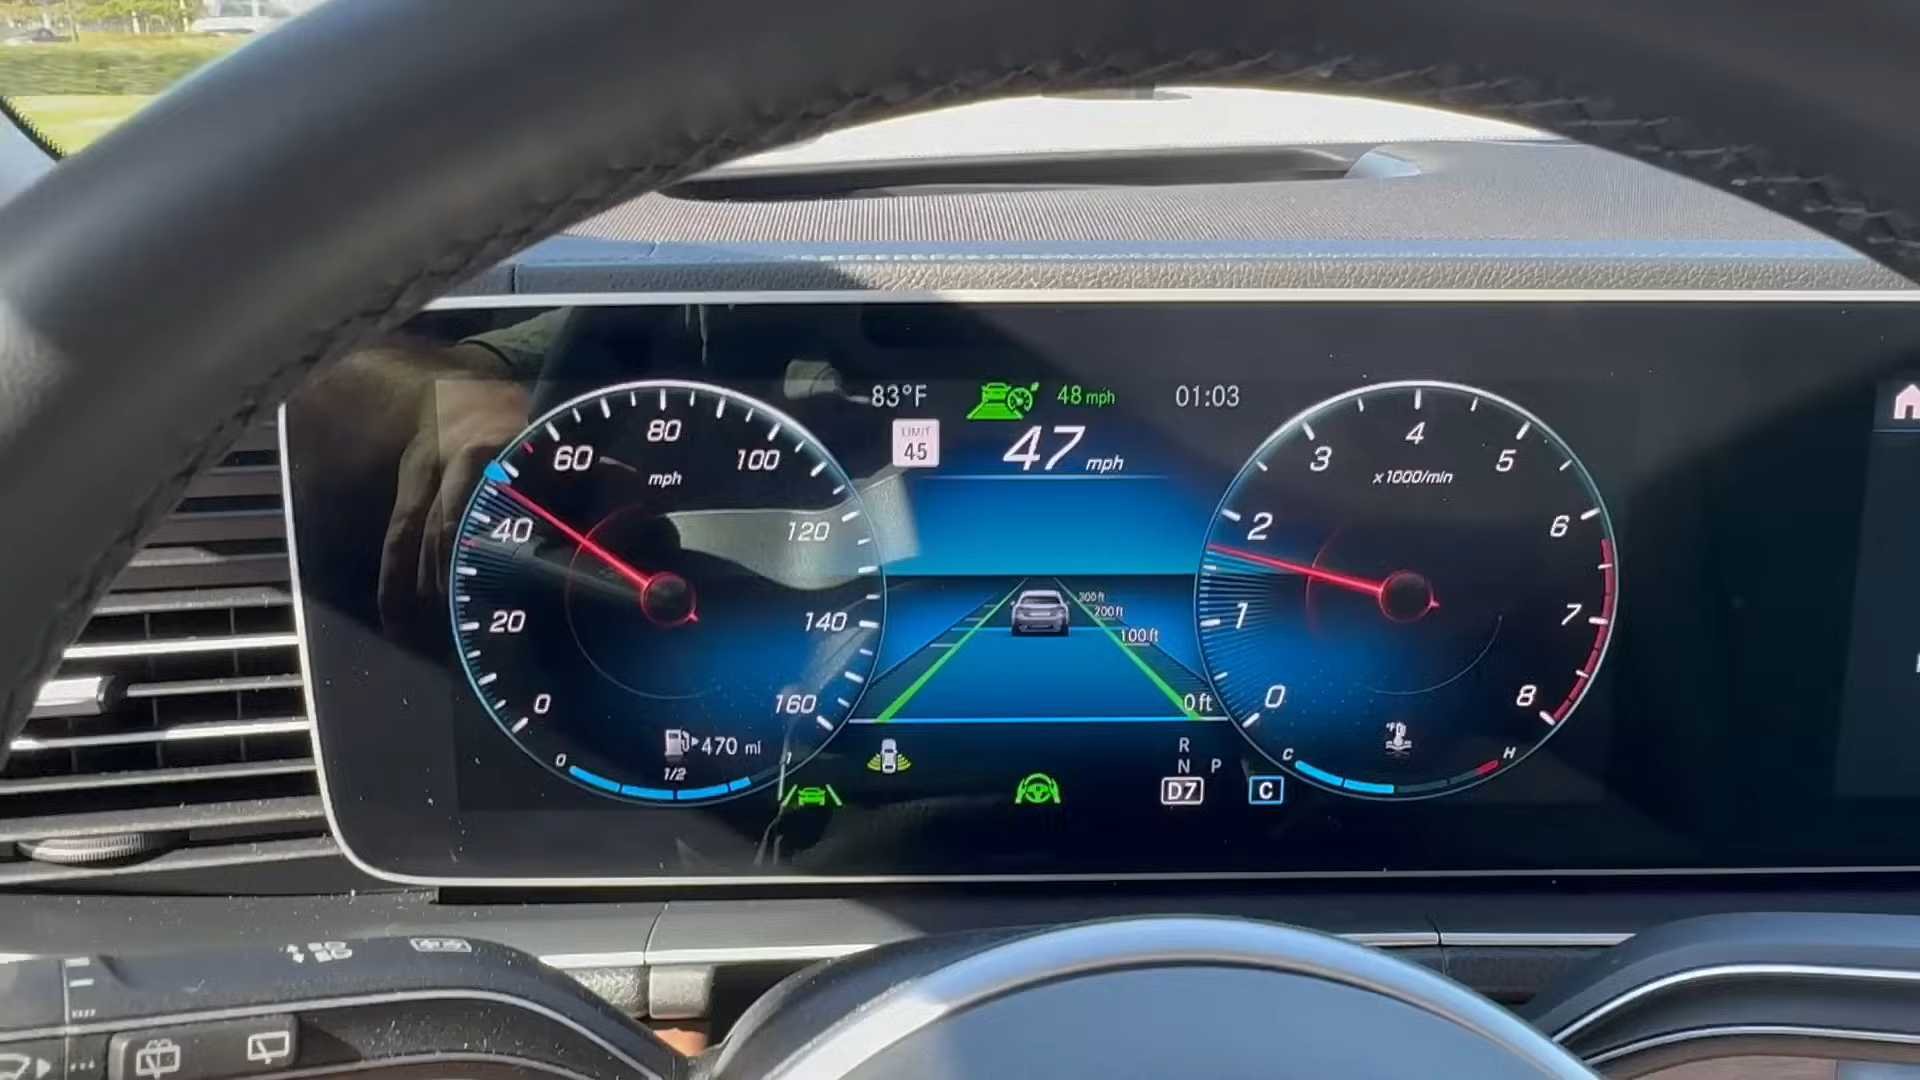 83°F
48 mph
01:03
LIMIT
45
47 mph
0
20
40
60
80
100
120
140
160
mph
470 mi
0
1/2
1
300 ft
200 ft
100 ft
0 ft
R
N P
D7
C
0
1
2
3
4
5
6
7
8
x1000/min
°F
C
H